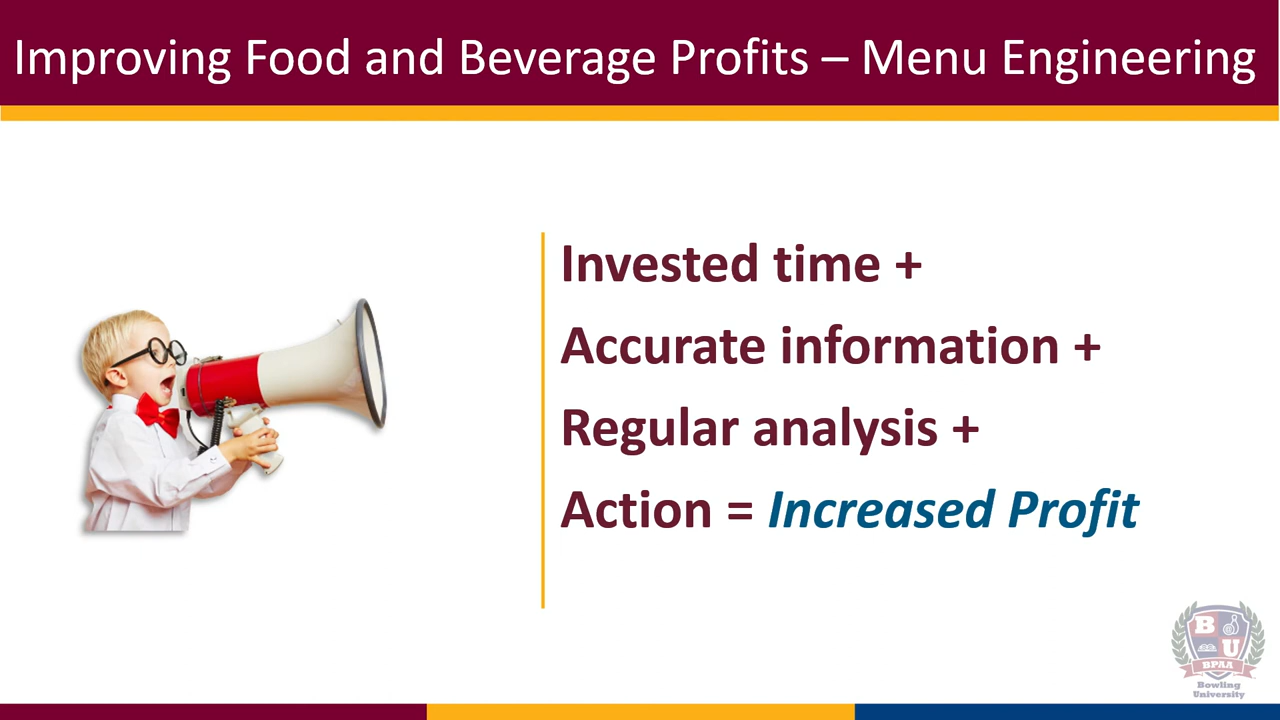 Improving Food and Beverage Profits – Menu Engineering
Invested time +
Accurate information +
Regular analysis +
Action = Increased Profit
B
U
BPAA
Bowling
University